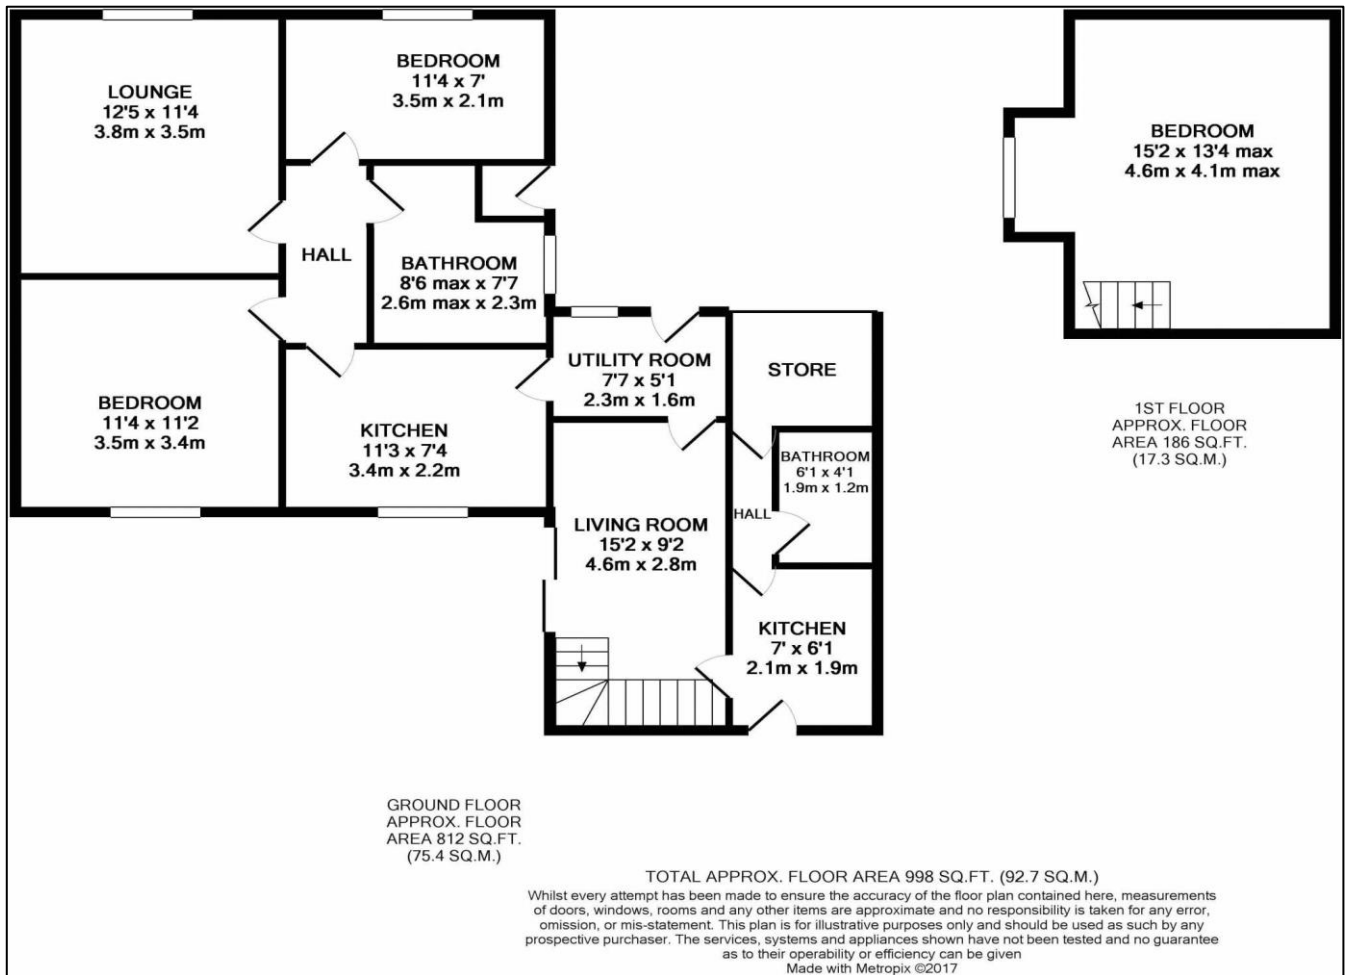 LOUNGE
12'5 x 11'4
3.8m x 3.5m
BEDROOM
11'4 x 7'
3.5m x 2.1m
BEDROOM
15'2 x 13'4 max
4.6m x 4.1m max
HALL
BATHROOM
8'6 max x 7'7
2.6m max x 2.3m
UTILITY ROOM
7'7 x 5'1
2.3m x 1.6m
STORE
BEDROOM
11'4 x 11'2
3.5m x 3.4m
KITCHEN
11'3 x 7'4
3.4m x 2.2m
1ST FLOOR
APPROX. FLOOR
AREA 186 SQ.FT.
(17.3 SQ.M.)
BATHROOM
6'1 x 4'1
1.9m x 1.2m
HALL
LIVING ROOM
15'2 x 9'2
4.6m x 2.8m
KITCHEN
7' x 6'1
2.1m x 1.9m
GROUND FLOOR
APPROX. FLOOR
AREA 812 SQ.FT.
(75.4 SQ.M.)
TOTAL APPROX. FLOOR AREA 998 SQ.FT. (92.7 SQ.M.)
Whilst every attempt has been made to ensure the accuracy of the floor plan contained here, measurements
of doors, windows, rooms and any other items are approximate and no responsibility is taken for any error,
omission, or mis-statement. This plan is for illustrative purposes only and should be used as such by any
prospective purchaser. The services, systems and appliances shown have not been tested and no guarantee
as to their operability or efficiency can be given
Made with Metropix ©2017